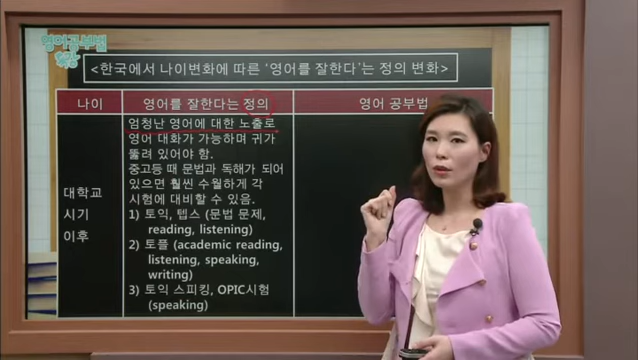 영어공부법
특강
<한국에서 나이변화에 따른 '영어를 잘한다'는 정의 변화>
나이
영어를 잘한다는 정의
영어 공부법
대학교
시기
이후
엄청난 영어에 대한 노출로
영어 대화가 가능하며 귀가
뚫려 있어야 함.
중고등 때 문법과 독해가 되어
있으면 훨씬 수월하게 각
시험에 대비할 수 있음.
1) 토익, 텝스 (문법 문제,
reading, listening)
2) 토플 (academic reading,
listening, speaking,
writing)
3) 토익 스피킹, OPIC시험
(speaking)